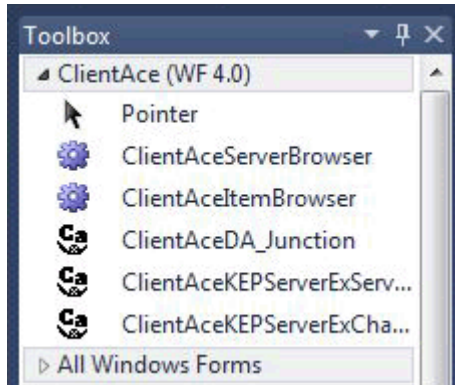 Toolbox
ClientAce (WF 4.0)
Pointer
ClientAceServerBrowser
ClientAceItemBrowser
ClientAceDA_Junction
ClientAceKEPServerExServ...
ClientAceKEPServerExCha...
All Windows Forms